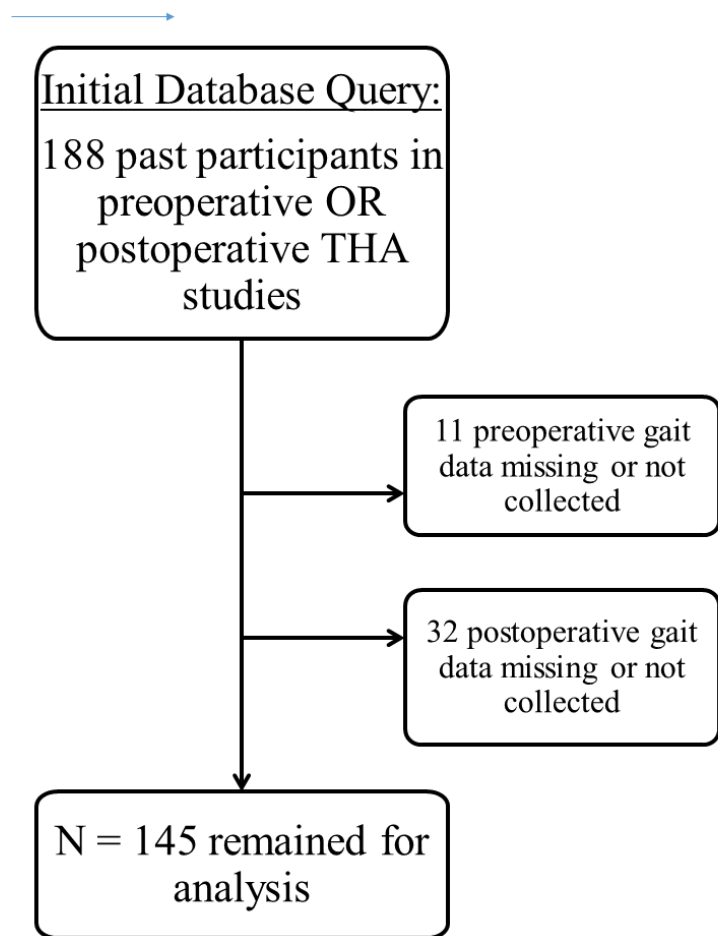 Initial Database Query:
188 past participants in
preoperative OR
postoperative THA
studies
11 preoperative gait
data missing or not
collected
32 postoperative gait
data missing or not
collected
N = 145 remained for
analysis